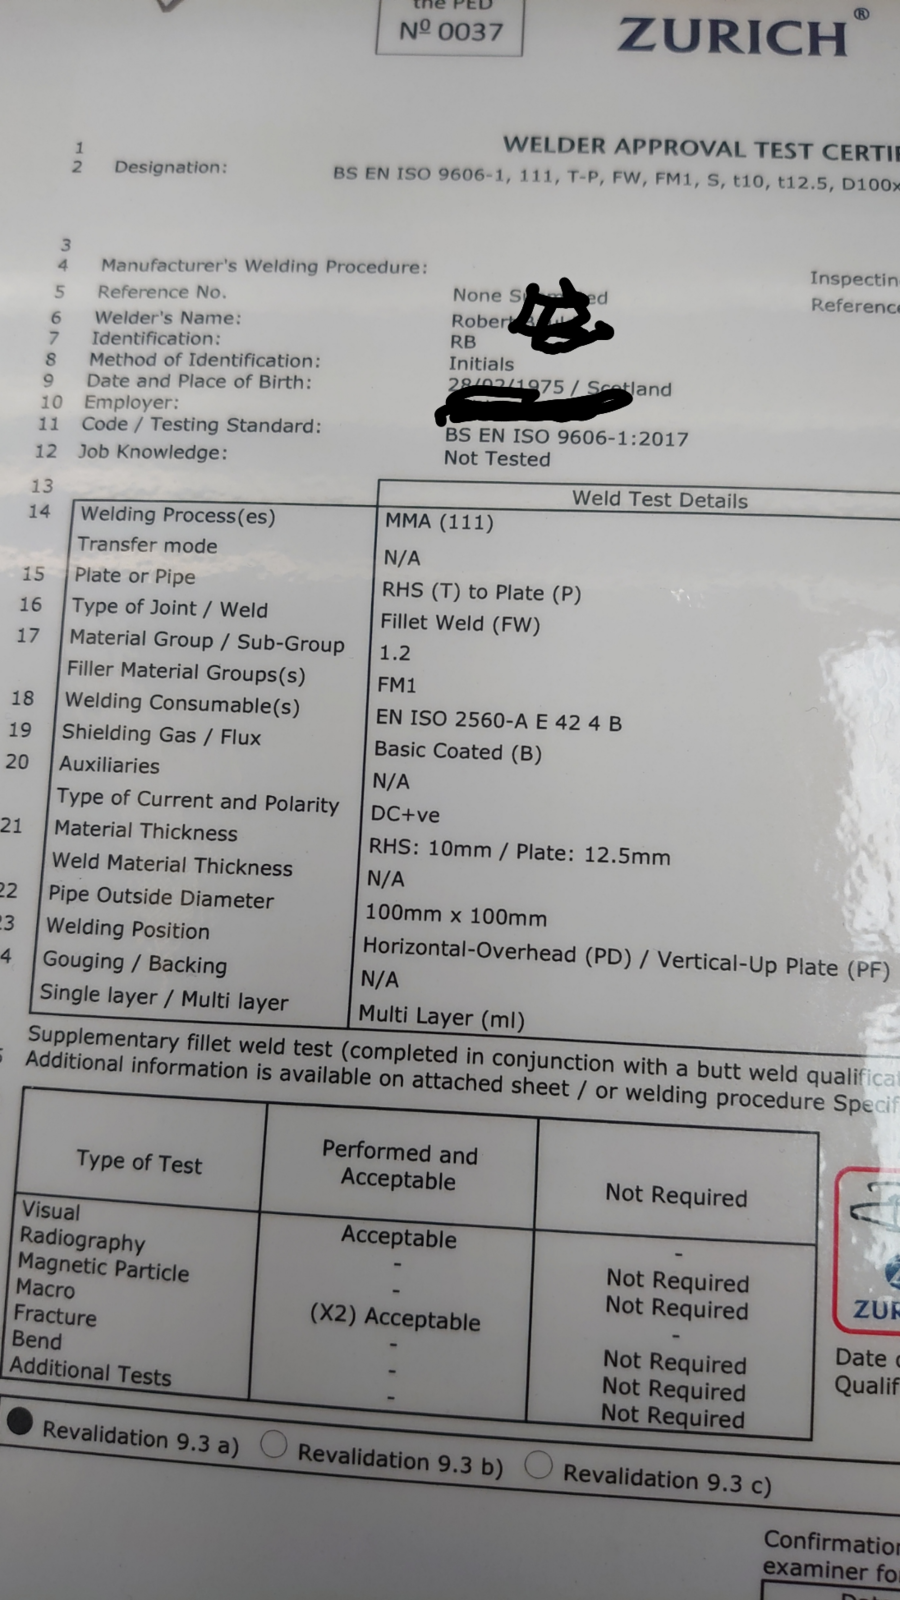 the PED
Nº 0037
ZURICH®
WELDER APPROVAL TEST
1
2 Designation: BS EN ISO 9606-1, 111, T-P, FW, FM1, S, t10, t12.5,
3
4 Manufacturer's Welding Procedure:
5 Reference No. None
Reference
6 Welder's Name: Robert
7 Identification: RB
8 Method of Identification: Initials
9 Date and Place of Birth: / Scotland
10 Employer:
11 Code / Testing Standard: BS EN ISO 9606-1:2017
12 Job Knowledge: Not Tested
13 Weld Test Details
14 Welding Process(es) MMA (111)
Transfer mode N/A
15 Plate or Pipe RHS (T) to Plate (P)
16 Type of Joint / Weld Fillet Weld (FW)
17 Material Group / Sub-Group 1.2
Filler Material Groups(s) FM1
18 Welding Consumable(s) EN ISO 2560-A E 42 4 B
19 Shielding Gas / Flux Basic Coated (B)
20 Auxiliaries N/A
Type of Current and Polarity DC+ve
21 Material Thickness RHS: 10mm / Plate: 12.5mm
Weld Material Thickness N/A
22 Pipe Outside Diameter 100mm x 100mm
23 Welding Position Horizontal-Overhead (PD) / Vertical-Up Plate (PF)
4 Gouging / Backing N/A
Single layer / Multi layer Multi Layer (ml)
Supplementary fillet weld test (completed in conjunction with a butt weld
Additional information is available on attached sheet / or welding procedure
Type of Test Performed and Acceptable Not Required
Visual Acceptable -
Radiography - Not Required
Magnetic Particle - Not Required
Macro (X2) Acceptable -
Fracture - Not Required
Bend - Not Required
Additional Tests - Not Required
Date
Revalidation 9.3 a) Revalidation 9.3 b) Revalidation 9.3 c)
examiner